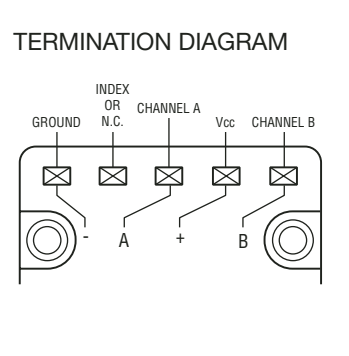 TERMINATION DIAGRAM
INDEX
OR
N.C.
GROUND
CHANNEL A
Vcc
CHANNEL B
-
A
+
B